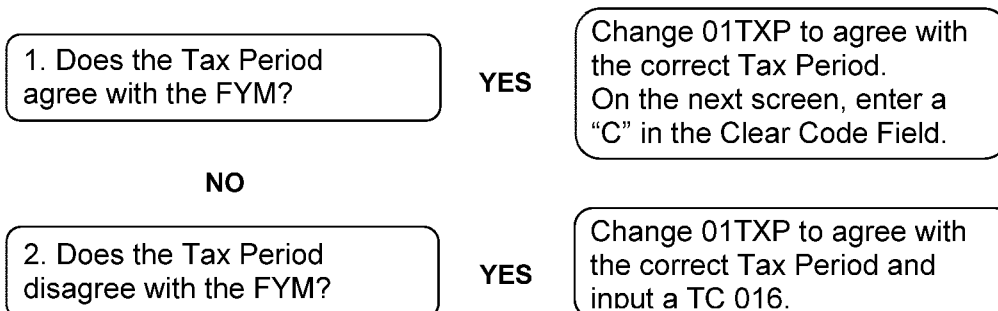 1. Does the Tax Period
agree with the FYM?
YES
Change 01TXP to agree with
the correct Tax Period.
On the next screen, enter a
“C” in the Clear Code Field.
NO
2. Does the Tax Period
disagree with the FYM?
YES
Change 01TXP to agree with
the correct Tax Period and
input a TC 016.